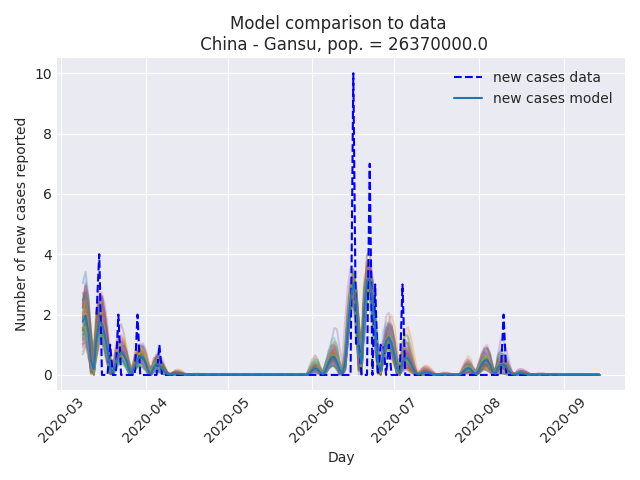 Model comparison to data
China - Gansu, pop. = 26370000.0
new cases data
new cases model
Number of new cases reported
10
8
6
4
2
0
2020-03
2020-04
2020-05
2020-06
2020-07
2020-08
2020-09
Day